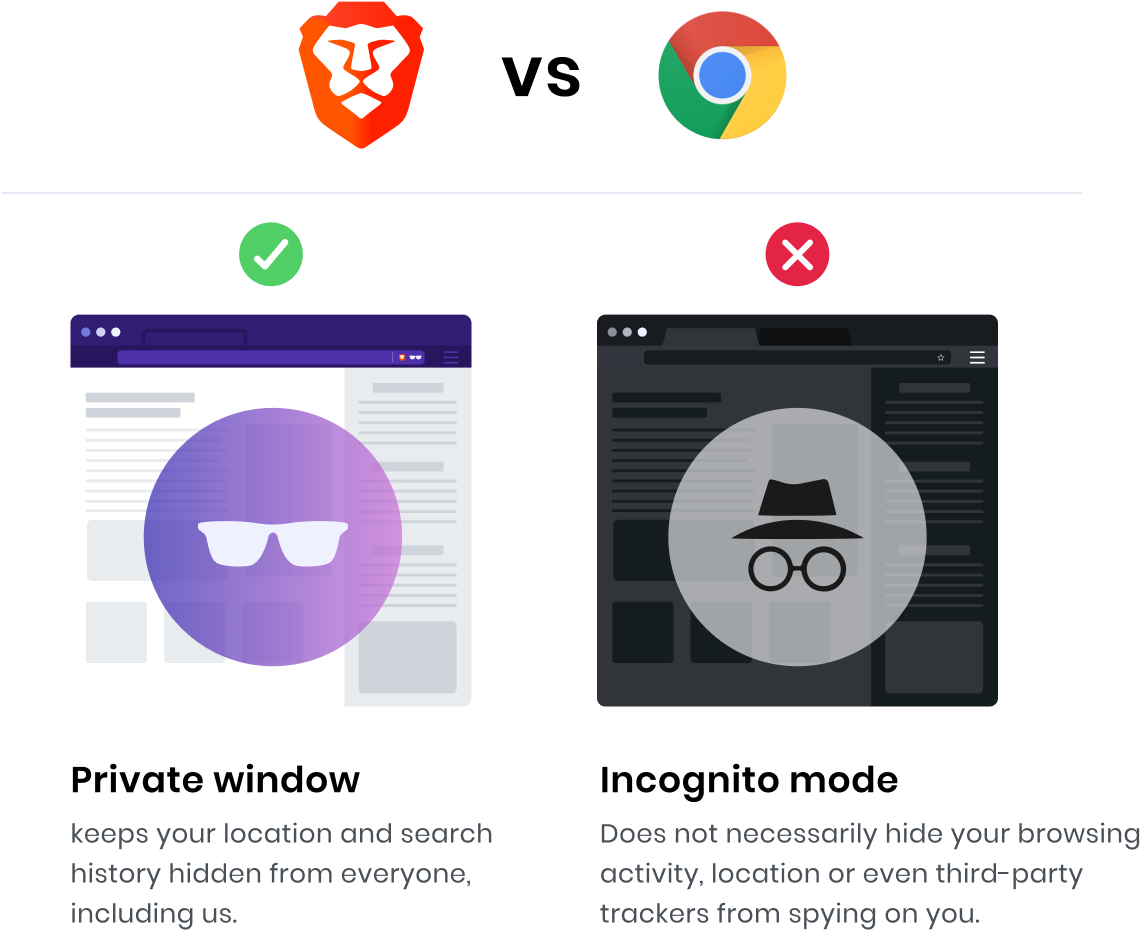 vs
Private window
keeps your location and search
history hidden from everyone,
including us.
Incognito mode
Does not necessarily hide your browsing
activity, location or even third-party
trackers from spying on you.